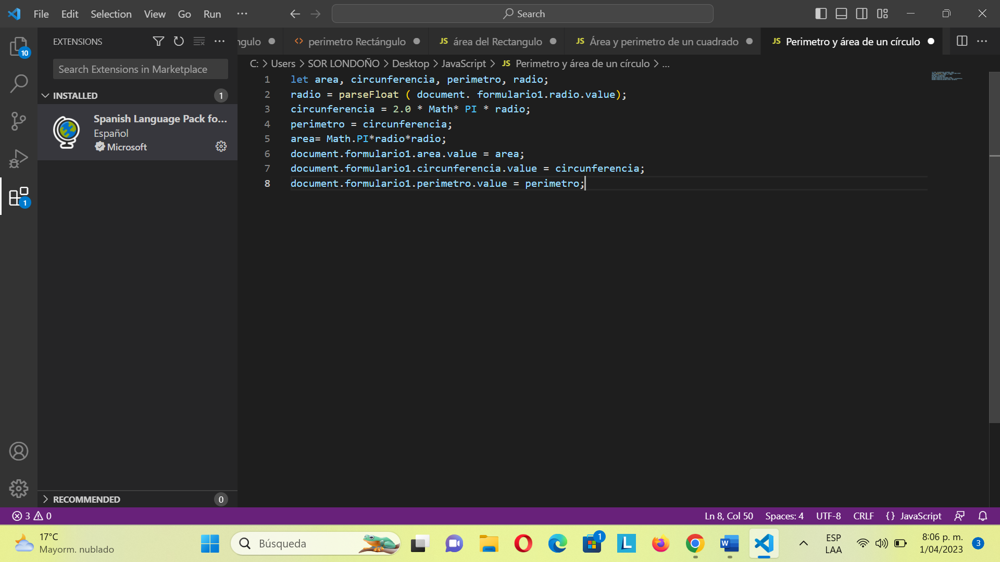 File Edit Selection View Go Run ··· Search
EXTENSIONS
10
ngulo
perimetro Rectángulo
JS área del Rectangulo
JS Área y perimetro de un cuadrado
JS Perimetro y área de un círculo
C: > Users > SOR LONDOÑO > Desktop > JavaScript > JS Perimetro y área de un círculo > ...
Search Extensions in Marketplace
INSTALLED 1
Spanish Language Pack fo...
Español
Microsoft
1
1 let area, circunferencia, perimetro, radio;
2 radio = parseFloat ( document. formulario1.radio.value);
3 circunferencia = 2.0 * Math* PI * radio;
4 perimetro = circunferencia;
5 area= Math.PI*radio*radio;
6 document.formulario1.area.value = area;
7 document.formulario1.circunferencia.value = circunferencia;
8 document.formulario1.perimetro.value = perimetro;
RECOMMENDED 0
3 0
Ln 8, Col 50 Spaces: 4 UTF-8 CRLF {} JavaScript
17°C
Mayorm. nublado
Búsqueda
1
L
W
ESP
LAA
8:06 p. m.
1/04/2023
3